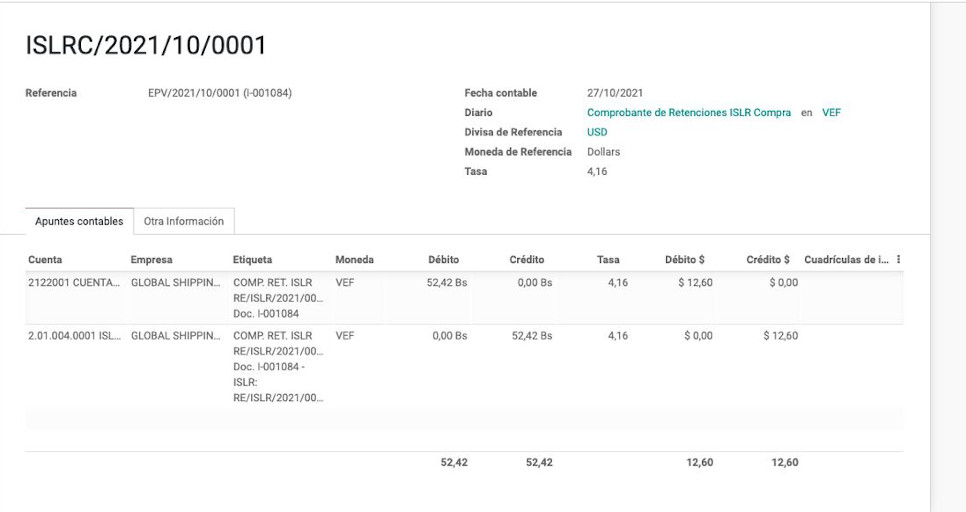 ISLRC/2021/10/0001
Referencia EPV/2021/10/0001 (I-001084)
Fecha contable 27/10/2021
Diario Comprobante de Retenciones ISLR Compra en VEF
Divisa de Referencia USD
Moneda de Referencia Dollars
Tasa 4,16
Apuntes contables Otra Información
Cuenta Empresa Etiqueta Moneda Débito Crédito Tasa Débito $ Crédito $ Cuadrículas de i...
2122001 CUENTA... GLOBAL SHIPPIN... COMP. RET. ISLR VEF 52,42 Bs 0,00 Bs 4,16 $ 12,60 $ 0,00
RE/ISLR/2021/00...
Doc. I-001084
2.01.004.0001 ISL... GLOBAL SHIPPIN... COMP. RET. ISLR VEF 0,00 Bs 52,42 Bs 4,16 $ 0,00 $ 12,60
RE/ISLR/2021/00...
Doc. I-001084 -
ISLR:
RE/ISLR/2021/00...
52,42 52,42 12,60 12,60